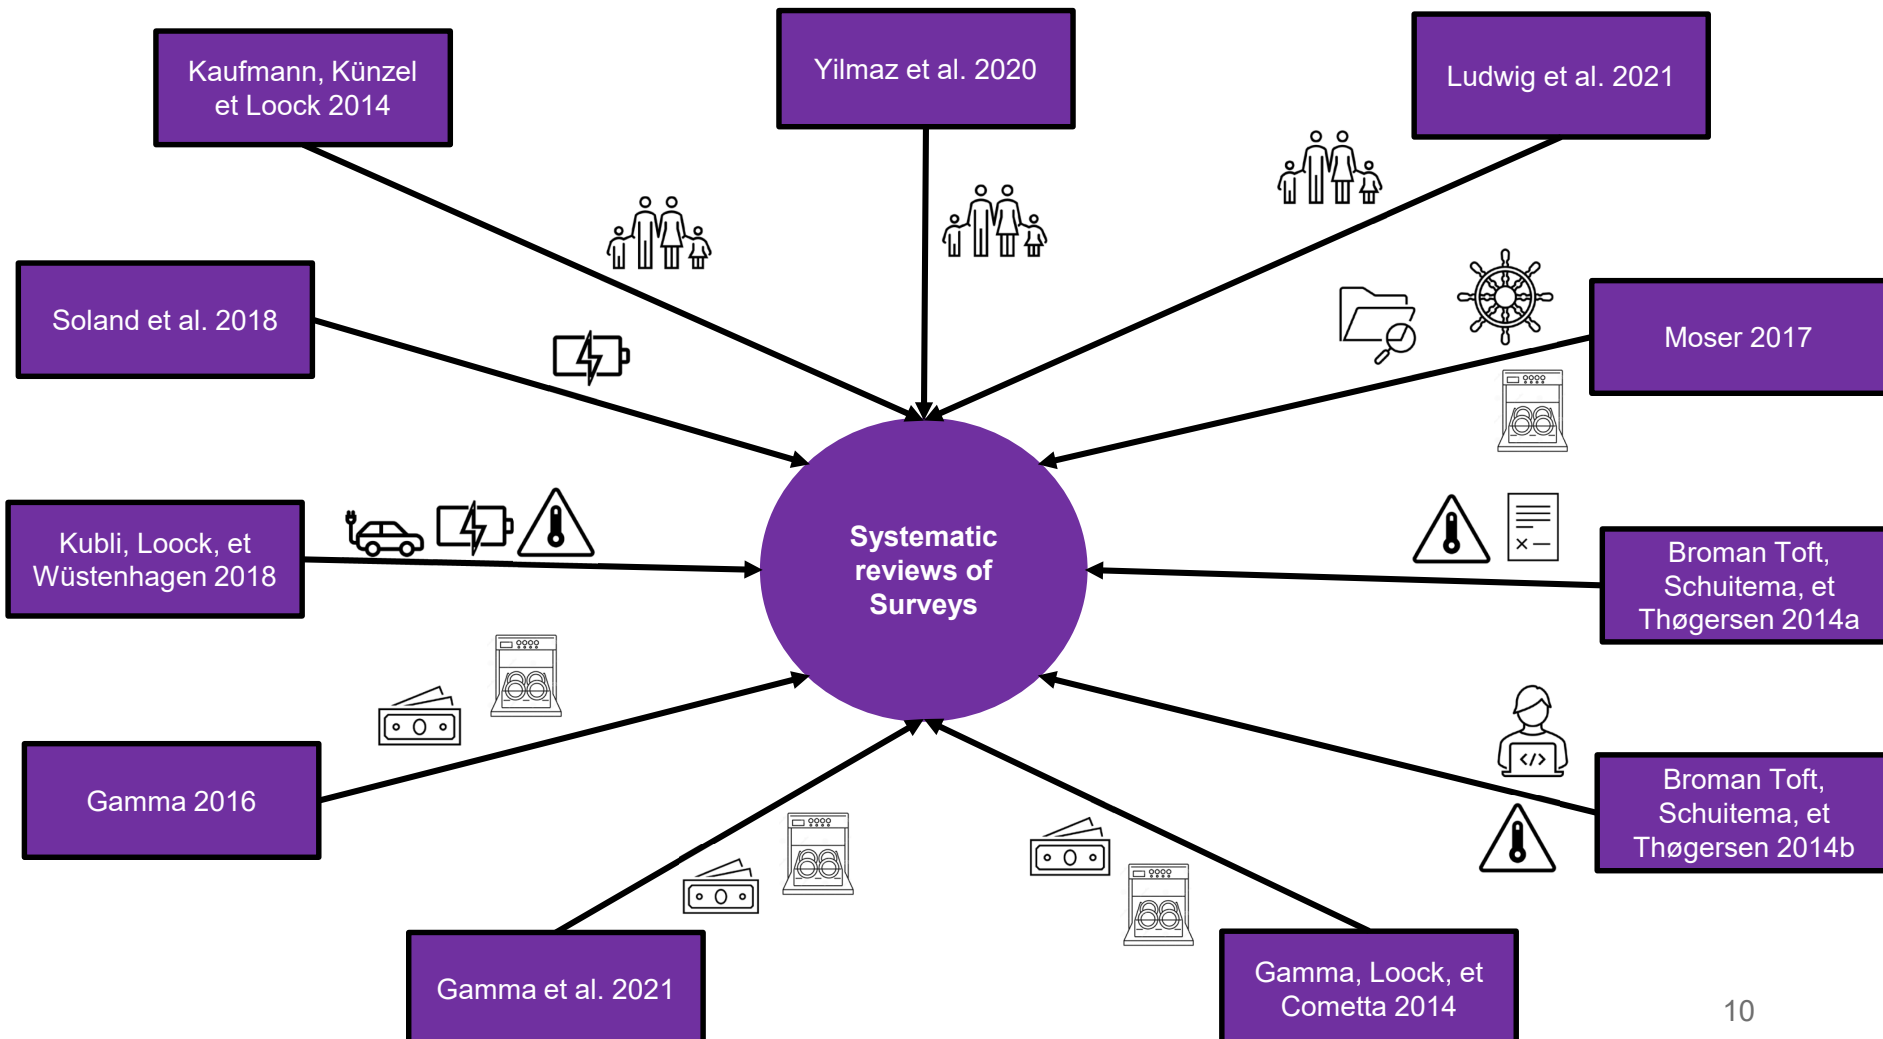 Kaufmann, Künzel
et Loock 2014
Yilmaz et al. 2020
Ludwig et al. 2021
Soland et al. 2018
Moser 2017
Kubli, Loock, et
Wüstenhagen 2018
Systematic
reviews of
Surveys
Broman Toft,
Schuitema, et
Thøgersen 2014a
Gamma 2016
</>
Broman Toft,
Schuitema, et
Thøgersen 2014b
Gamma et al. 2021
Gamma, Loock, et
Cometta 2014
10